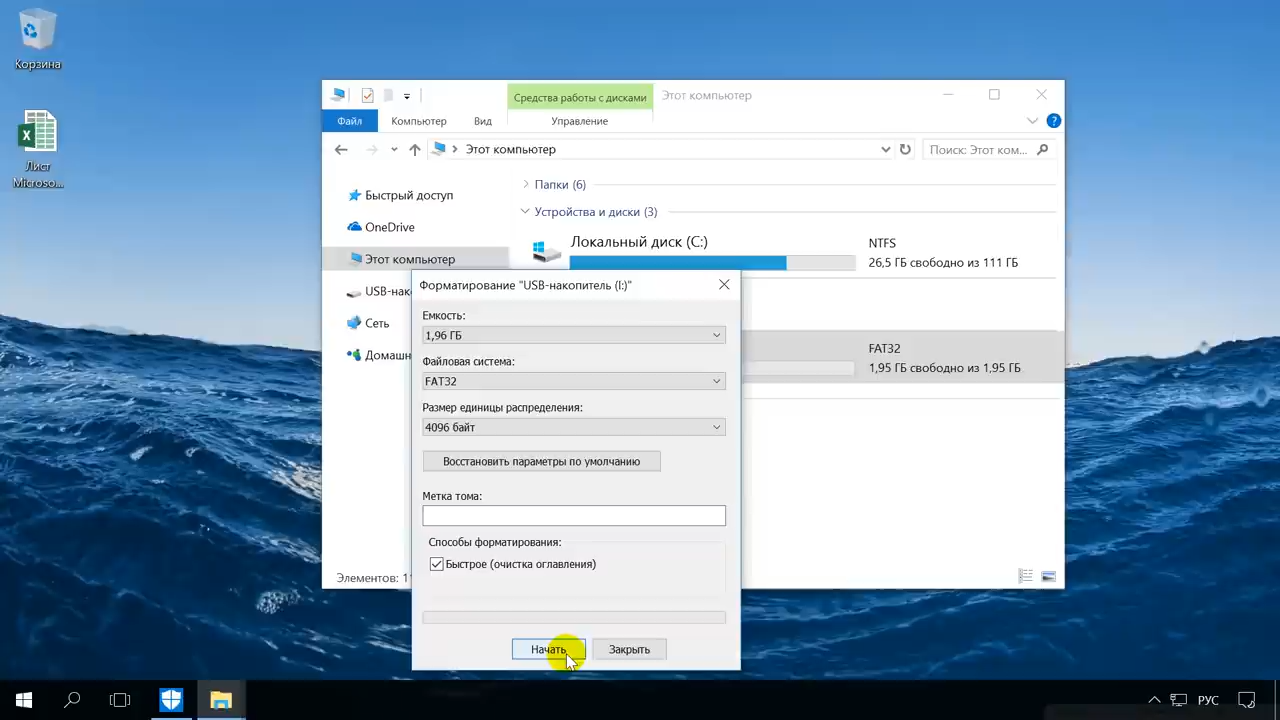 Корзина
Лист
Microso...
Средства работы с дисками
Этот компьютер
Файл
Компьютер
Вид
Управление
Этот компьютер
Поиск: Этот ком...
Быстрый доступ
OneDrive
Этот компьютер
Сеть
Папки (6)
Устройства и диски (3)
Локальный диск (C:)
NTFS
26,5 ГБ свободно из 111 ГБ
FAT32
1,95 ГБ свободно из 1,95 ГБ
Форматирование "USB-накопитель (I:)"
Емкость:
1,96 ГБ
Файловая система:
FAT32
Размер единицы распределения:
4096 байт
Восстановить параметры по умолчанию
Метка тома:
Способы форматирования:
Быстрое (очистка оглавления)
Начать
Закрыть
Элементов:
РУС